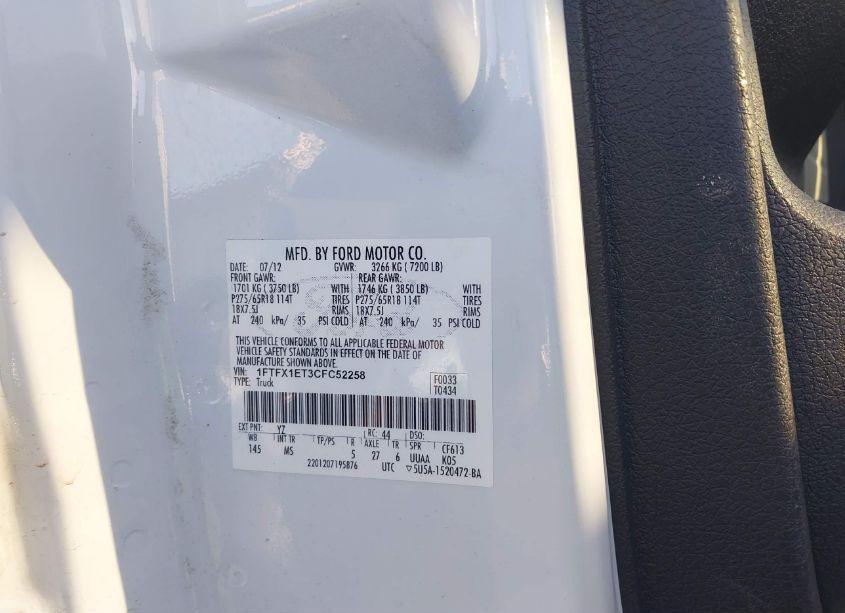 MFD. BY FORD MOTOR CO.
DATE: 07/12 GVWR: 3266 KG ( 7200 LB)
FRONT GAWR: REAR GAWR:
1701 KG ( 3750 LB) WITH 1746 KG ( 3850 LB) WITH
P275/65R18 114T TIRES P275/65R18 114T TIRES
18X7.5J RIMS 18X7.5J RIMS
AT 240 kPa/ 35 PSI COLD AT 240 kPa/ 35 PSI COLD
THIS VEHICLE CONFORMS TO ALL APPLICABLE FEDERAL MOTOR
VEHICLE SAFETY STANDARDS IN EFFECT ON THE DATE OF
MANUFACTURE SHOWN ABOVE.
VIN: 1FTFX1ET3CFC52258 F0033
TYPE: Truck T0434
EXT PNT: YZ RC: 44 DSO:
WB INT TR TP/PS R AXLE TR SPR CF613
145 MS 5 27 6 UUAA K05
2201207195876 UTC ▽5U5A-1520472-BA